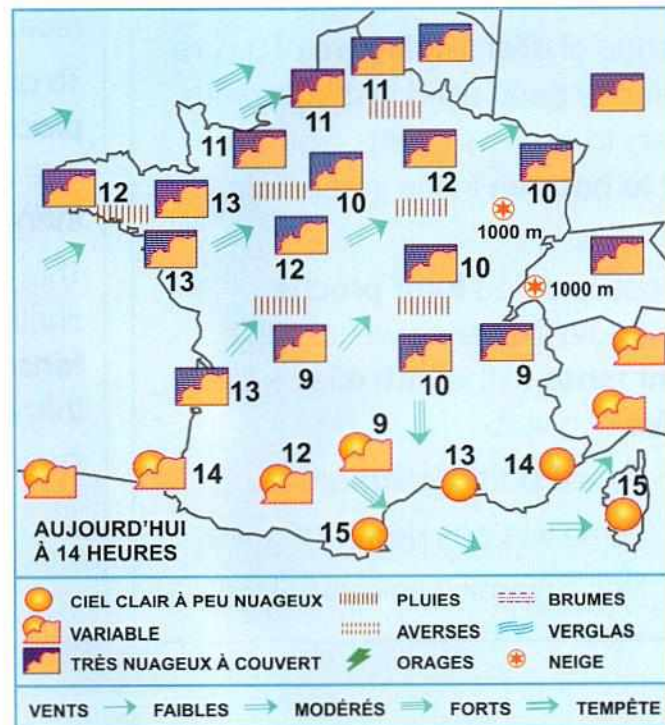 11
11
11
12
13
10
12
10
1000 m
13
12
10
1000 m
13
9
10
9
14
12
9
13
14
15
15
AUJOURD'HUI
À 14 HEURES
CIEL CLAIR À PEU NUAGEUX PLUIES BRUMES
VARIABLE AVERSES VERGLAS
TRÈS NUAGEUX À COUVERT ORAGES NEIGE
VENTS FAIBLES MODÉRÉS FORTS TEMPÊTE